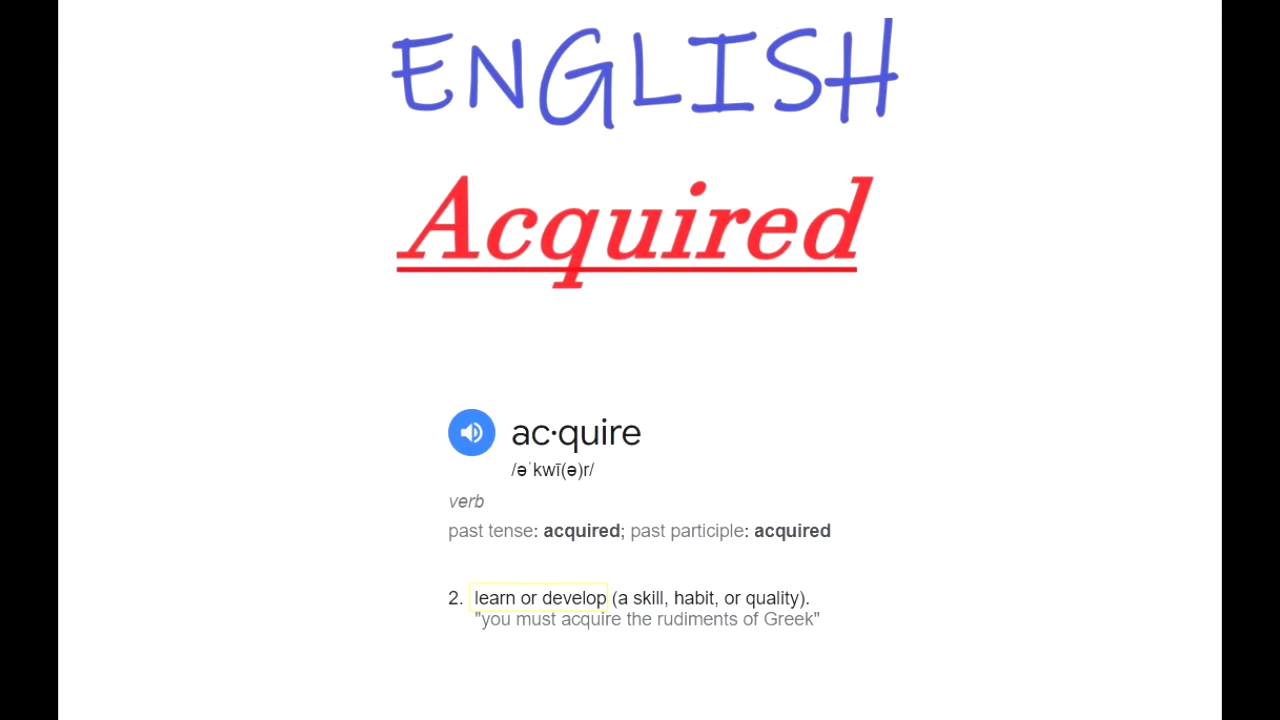 ENGLISH
Acquired
ac·quire
/əˈkwī(ə)r/
verb
past tense: acquired; past participle: acquired
2. learn or develop (a skill, habit, or quality).
"you must acquire the rudiments of Greek"